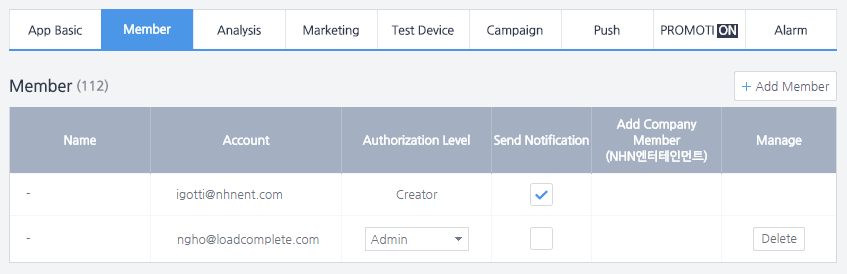 App Basic Member Analysis Marketing Test Device Campaign Push PROMOTION Alarm
Member (112) + Add Member
Name Account Authorization Level Send Notification Add Company Member (NHN엔터테인먼트) Manage
- igotti@nhnent.com Creator
- ngho@loadcomplete.com Admin Delete